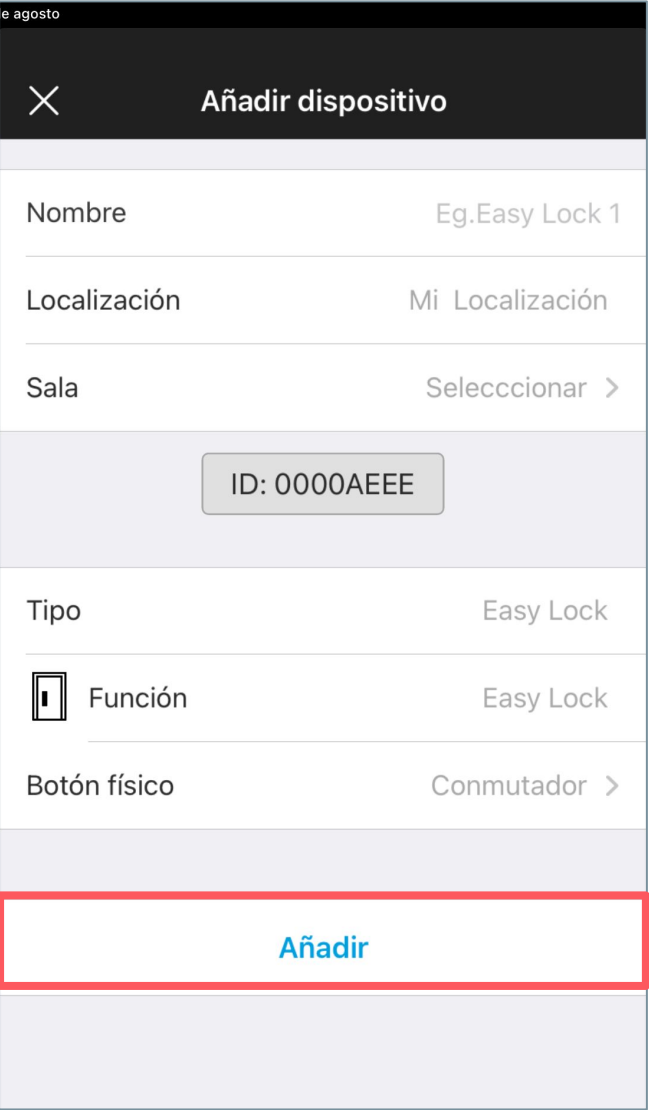 de agosto
Añadir dispositivo
Nombre Eg.Easy Lock 1
Localización Mi Localización
Sala Selecccionar
ID: 0000AEEE
Tipo Easy Lock
Función Easy Lock
Botón físico Conmutador
Añadir